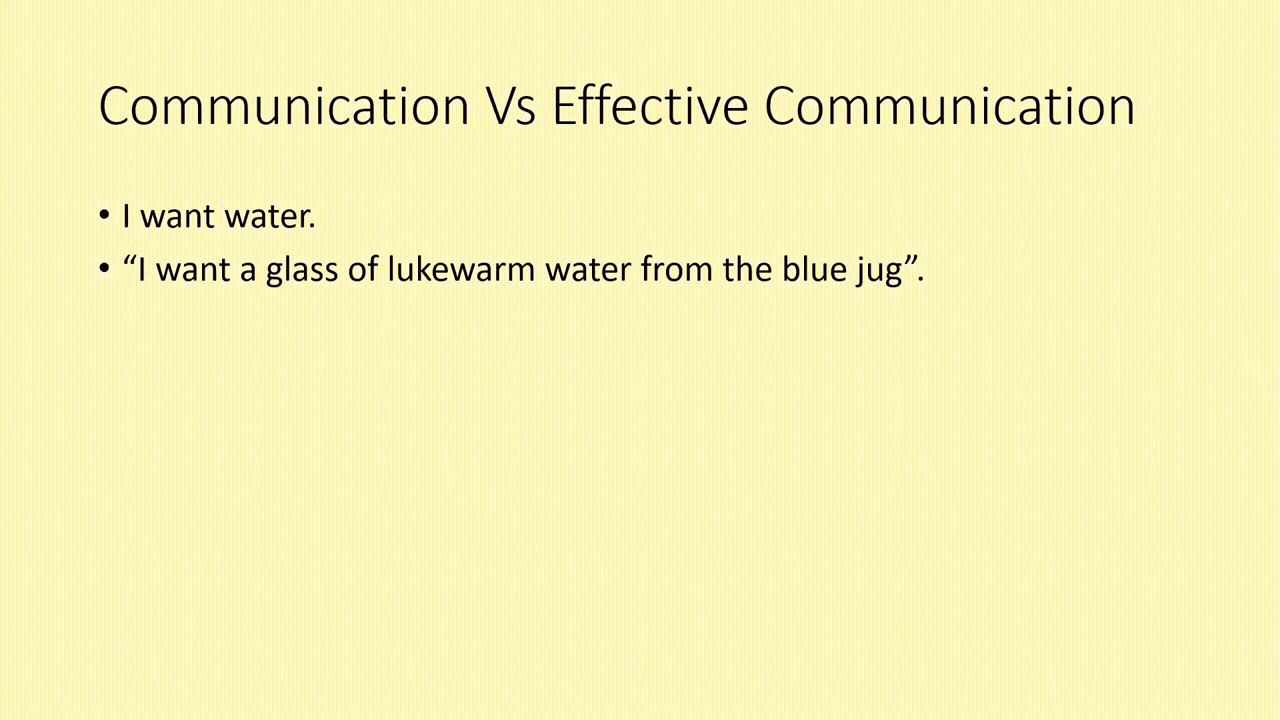 Communication Vs Effective Communication
• I want water.
• “I want a glass of lukewarm water from the blue jug”.